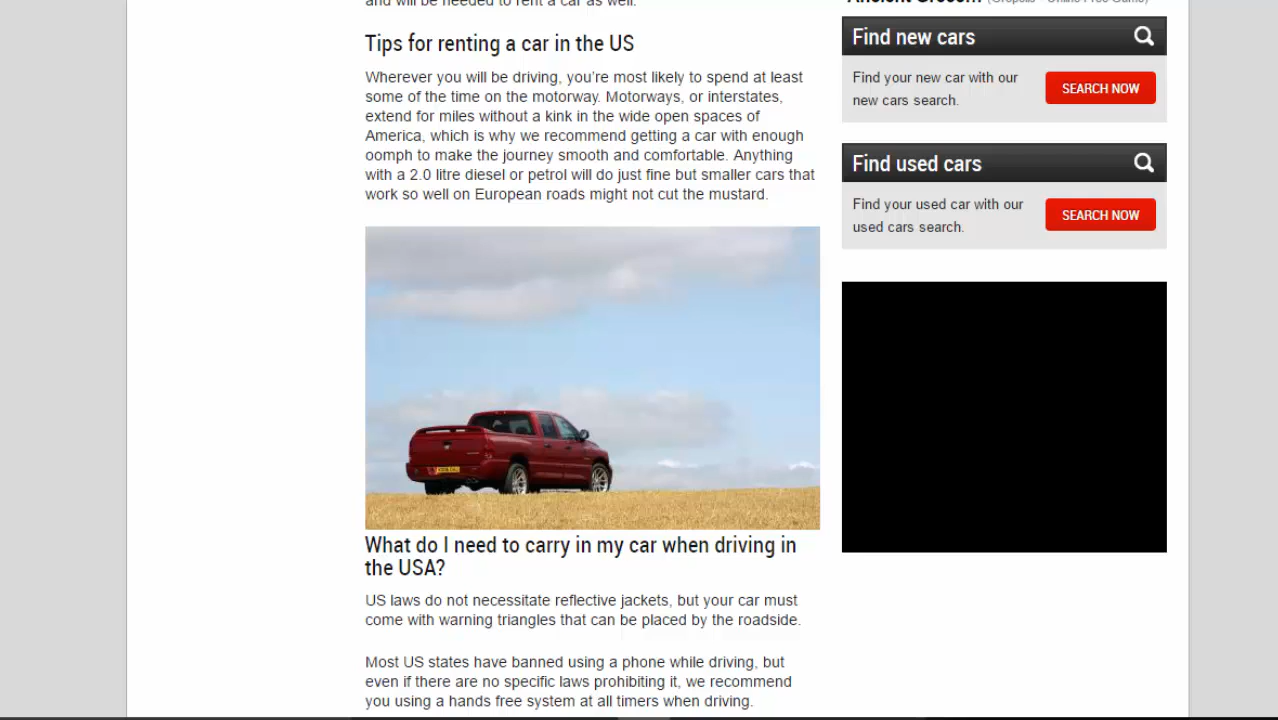 and will be needed to rent a car as well.
Tips for renting a car in the US
Wherever you will be driving, you're most likely to spend at least
some of the time on the motorway. Motorways, or interstates,
extend for miles without a kink in the wide open spaces of
America, which is why we recommend getting a car with enough
oomph to make the journey smooth and comfortable. Anything
with a 2.0 litre diesel or petrol will do just fine but smaller cars that
work so well on European roads might not cut the mustard.
What do I need to carry in my car when driving in
the USA?
US laws do not necessitate reflective jackets, but your car must
come with warning triangles that can be placed by the roadside.
Most US states have banned using a phone while driving, but
even if there are no specific laws prohibiting it, we recommend
you using a hands free system at all timers when driving.
Find new cars
Find your new car with our
new cars search.
SEARCH NOW
Find used cars
Find your used car with our
used cars search.
SEARCH NOW